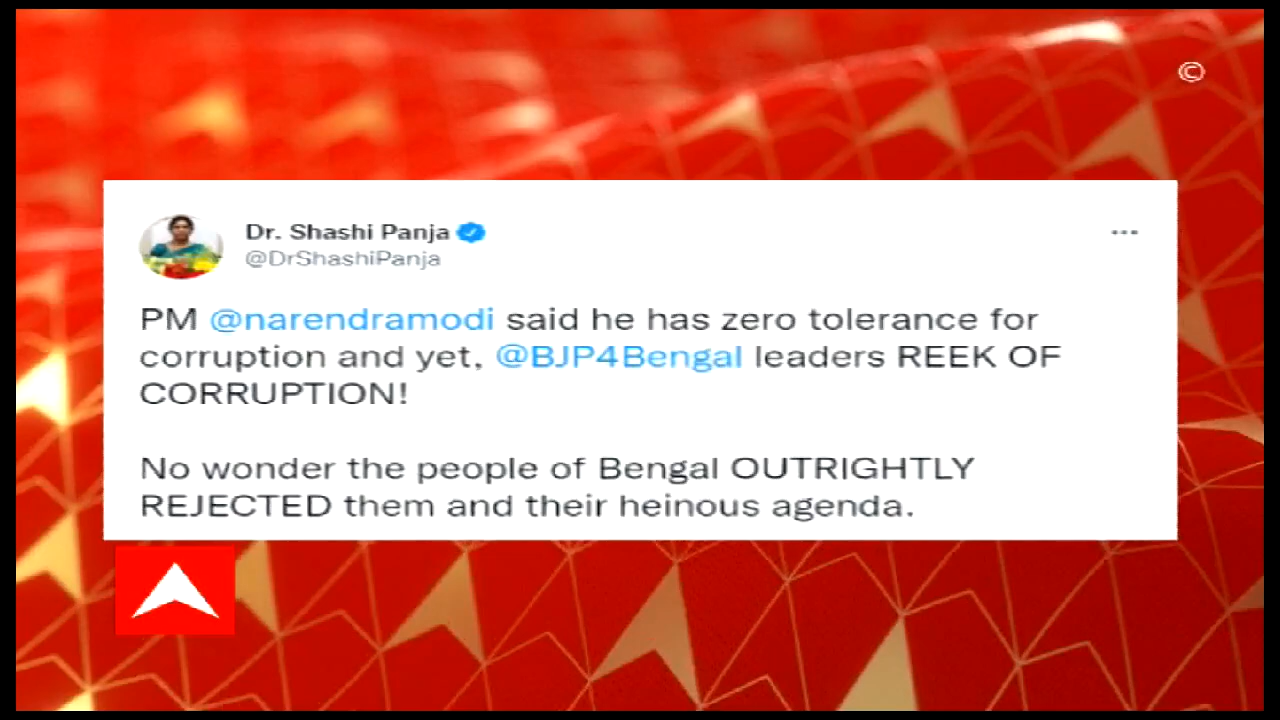 ©
Dr. Shashi Panja
@DrShashiPanja
PM @narendramodi said he has zero tolerance for
corruption and yet, @BJP4Bengal leaders REEK OF
CORRUPTION!
No wonder the people of Bengal OUTRIGHTLY
REJECTED them and their heinous agenda.